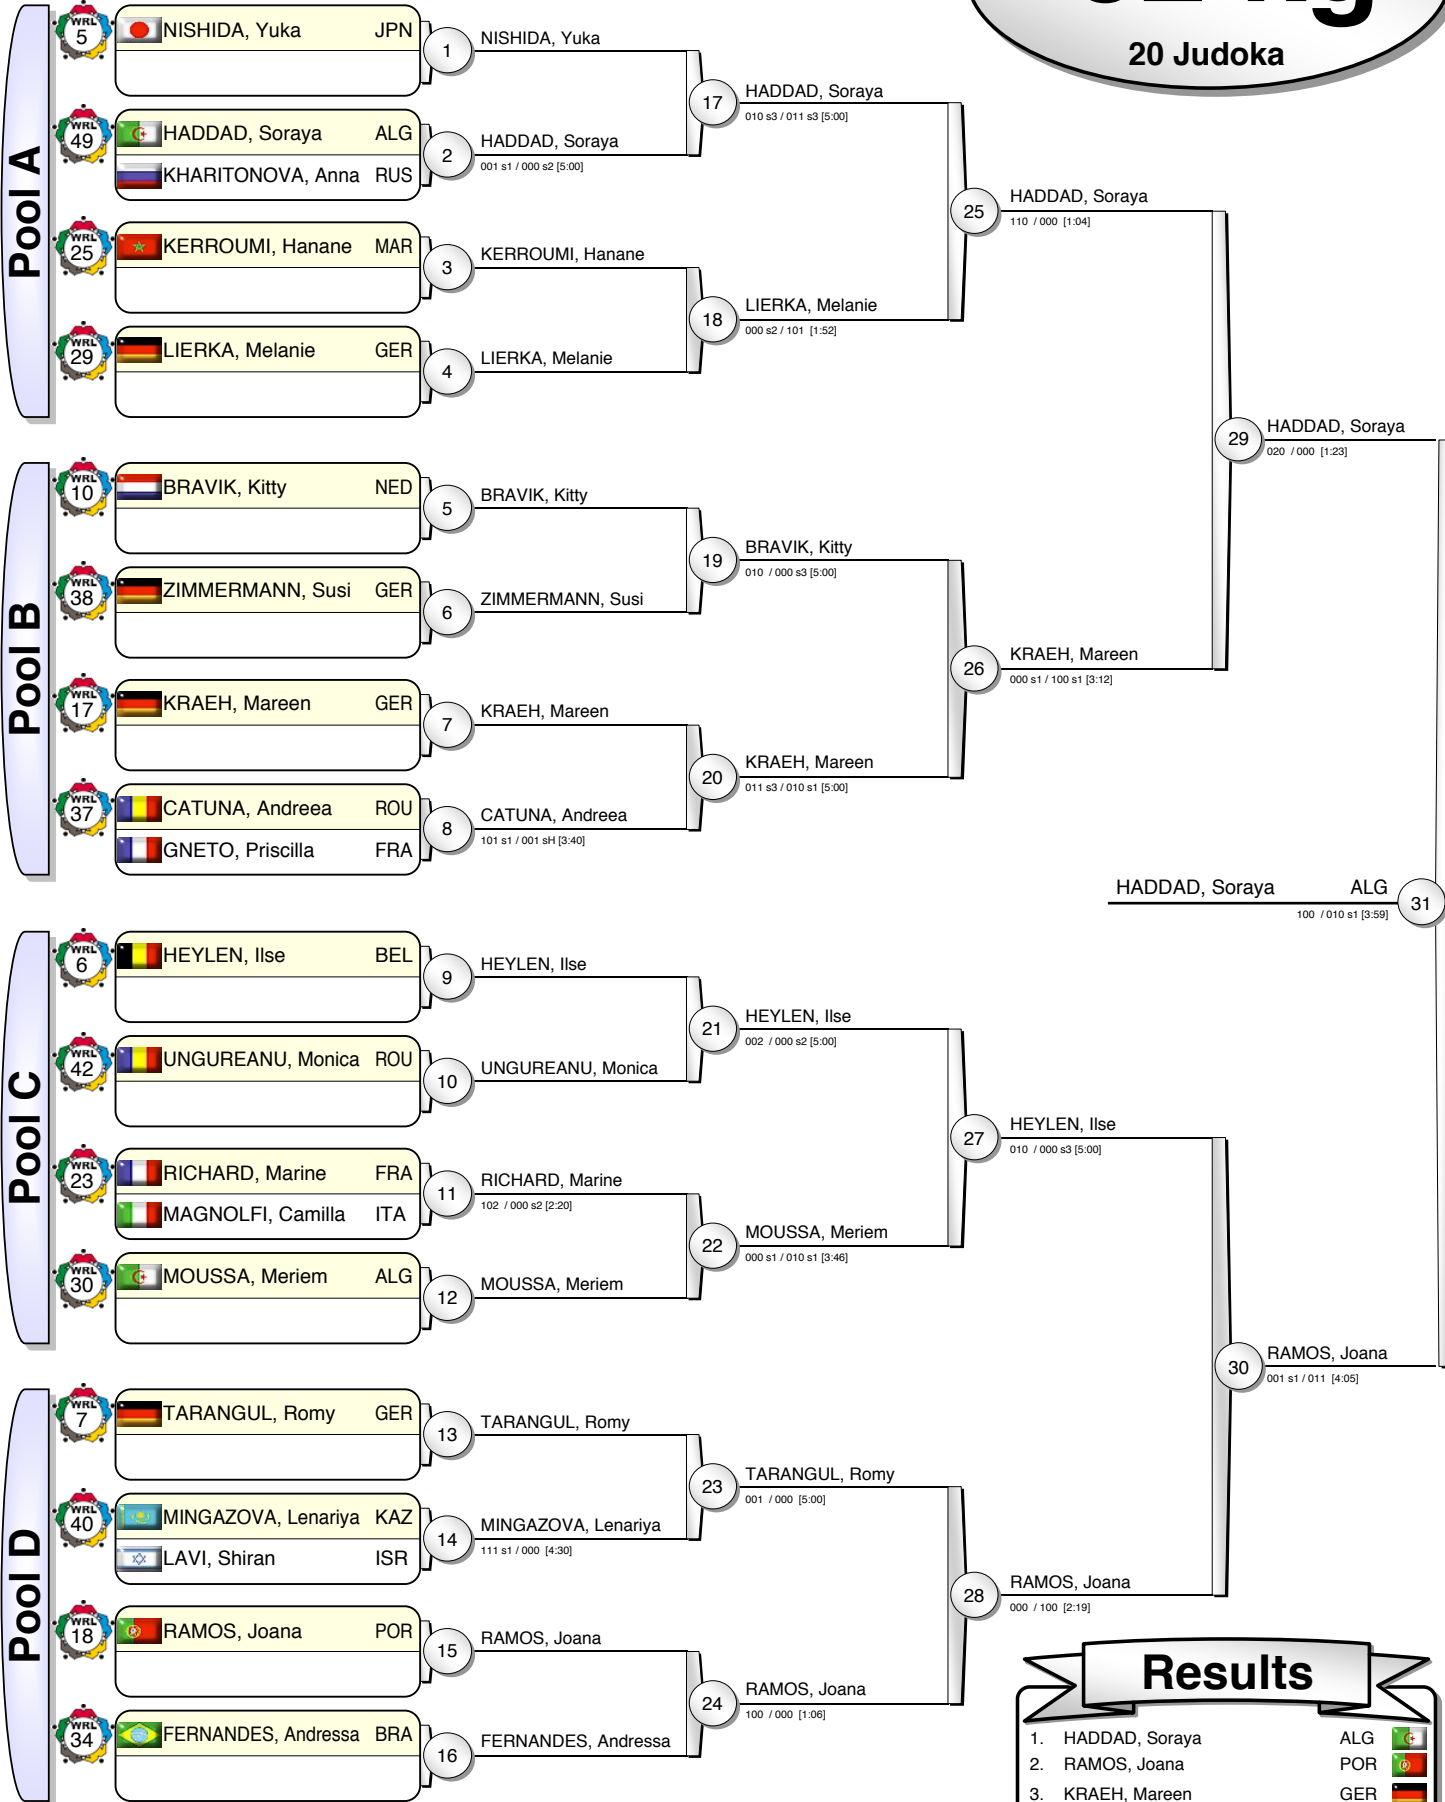 20 Judoka
Pool A
WRL 5
NISHIDA, Yuka JPN
WRL 49
HADDAD, Soraya ALG
KHARITONOVA, Anna RUS
WRL 25
KERROUMI, Hanane MAR
WRL 29
LIERKA, Melanie GER
1 NISHIDA, Yuka
2 HADDAD, Soraya
001 s1 / 000 s2 [5:00]
3 KERROUMI, Hanane
4 LIERKA, Melanie
17 HADDAD, Soraya
010 s3 / 011 s3 [5:00]
18 LIERKA, Melanie
000 s2 / 101 [1:52]
25 HADDAD, Soraya
110 / 000 [1:04]
Pool B
WRL 10
BRAVIK, Kitty NED
WRL 38
ZIMMERMANN, Susi GER
WRL 17
KRAEH, Mareen GER
WRL 37
CATUNA, Andreea ROU
GNETO, Priscilla FRA
5 BRAVIK, Kitty
6 ZIMMERMANN, Susi
7 KRAEH, Mareen
8 CATUNA, Andreea
101 s1 / 001 sH [3:40]
19 BRAVIK, Kitty
010 / 000 s3 [5:00]
20 KRAEH, Mareen
011 s3 / 010 s1 [5:00]
26 KRAEH, Mareen
000 s1 / 100 s1 [3:12]
29 HADDAD, Soraya
020 / 000 [1:23]
HADDAD, Soraya ALG 31
100 / 010 s1 [3:59]
Pool C
WRL 6
HEYLEN, Ilse BEL
WRL 42
UNGUREANU, Monica ROU
WRL 23
RICHARD, Marine FRA
MAGNOLFI, Camilla ITA
WRL 30
MOUSSA, Meriem ALG
9 HEYLEN, Ilse
10 UNGUREANU, Monica
11 RICHARD, Marine
102 / 000 s2 [2:20]
12 MOUSSA, Meriem
21 HEYLEN, Ilse
002 / 000 s2 [5:00]
22 MOUSSA, Meriem
000 s1 / 010 s1 [3:46]
27 HEYLEN, Ilse
010 / 000 s3 [5:00]
Pool D
WRL 7
TARANGUL, Romy GER
WRL 40
MINGAZOVA, Lenariya KAZ
LAVI, Shiran ISR
WRL 18
RAMOS, Joana POR
WRL 34
FERNANDES, Andressa BRA
13 TARANGUL, Romy
14 MINGAZOVA, Lenariya
111 s1 / 000 [4:30]
15 RAMOS, Joana
16 FERNANDES, Andressa
23 TARANGUL, Romy
001 / 000 [5:00]
24 RAMOS, Joana
100 / 000 [1:06]
28 RAMOS, Joana
000 / 100 [2:19]
30 RAMOS, Joana
001 s1 / 011 [4:05]
Results
1. HADDAD, Soraya ALG
2. RAMOS, Joana POR
3. KRAEH, Mareen GER